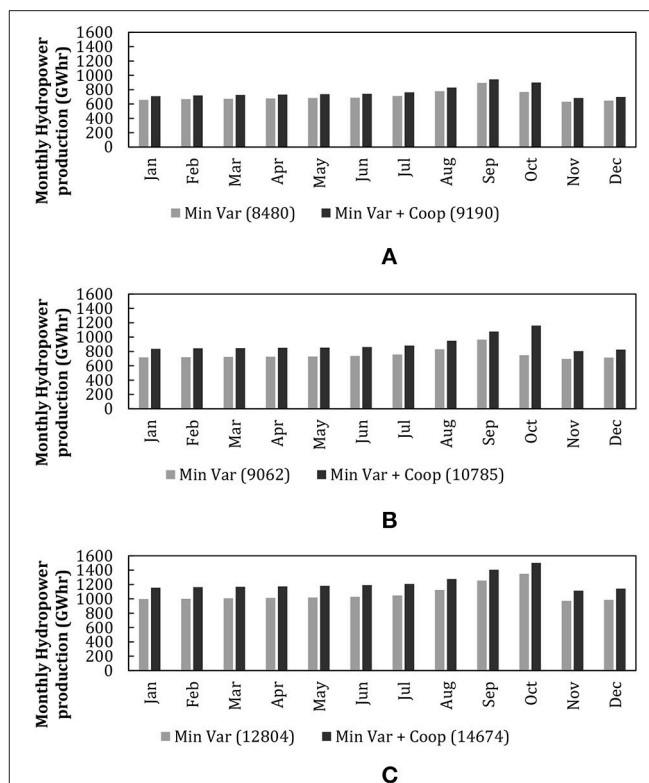 Monthly Hydropower
production (GWhr)
1600
1400
1200
1000
800
600
400
200
0
Jan Feb Mar Apr May Jun Jul Aug Sep Oct Nov Dec
Min Var (8480) Min Var + Coop (9190)
A
Monthly Hydropower
production (GWhr)
1600
1400
1200
1000
800
600
400
200
0
Jan Feb Mar Apr May Jun Jul Aug Sep Oct Nov Dec
Min Var (9062) Min Var + Coop (10785)
B
Monthly Hydropower
production (GWhr)
1600
1400
1200
1000
800
600
400
200
0
Jan Feb Mar Apr May Jun Jul Aug Sep Oct Nov Dec
Min Var (12804) Min Var + Coop (14674)
C